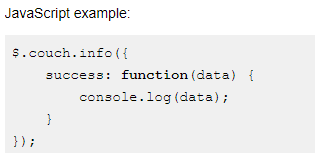 JavaScript example:
$.couch.info({
    success: function(data) {
        console.log(data);
    }
});